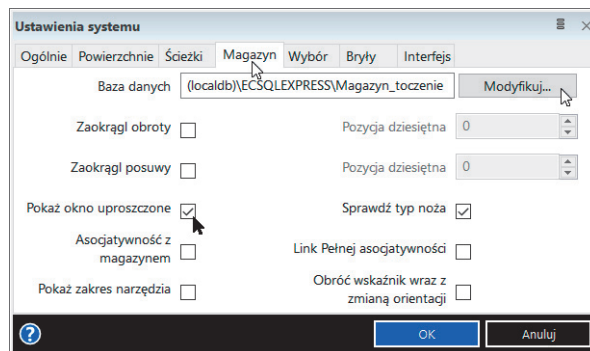 Ustawienia systemu
Ogólnie Powierzchnie Ścieżki Magazyn Wybór Bryły Interfejs
Baza danych (localdb)\ECSQLEXPRESS\Magazyn_toczenie Modyfikuj...
Zaokrągl obroty Pozycja dziesiętna 0
Zaokrągl posuwy Pozycja dziesiętna 0
Pokaż okno uproszczone Sprawdź typ noża
Asocjatywność z
magazynem
Link Pełnej asocjatywności
Pokaż zakres narzędzia
Obróć wskaźnik wraz z
zmianą orientacji
? OK Anuluj